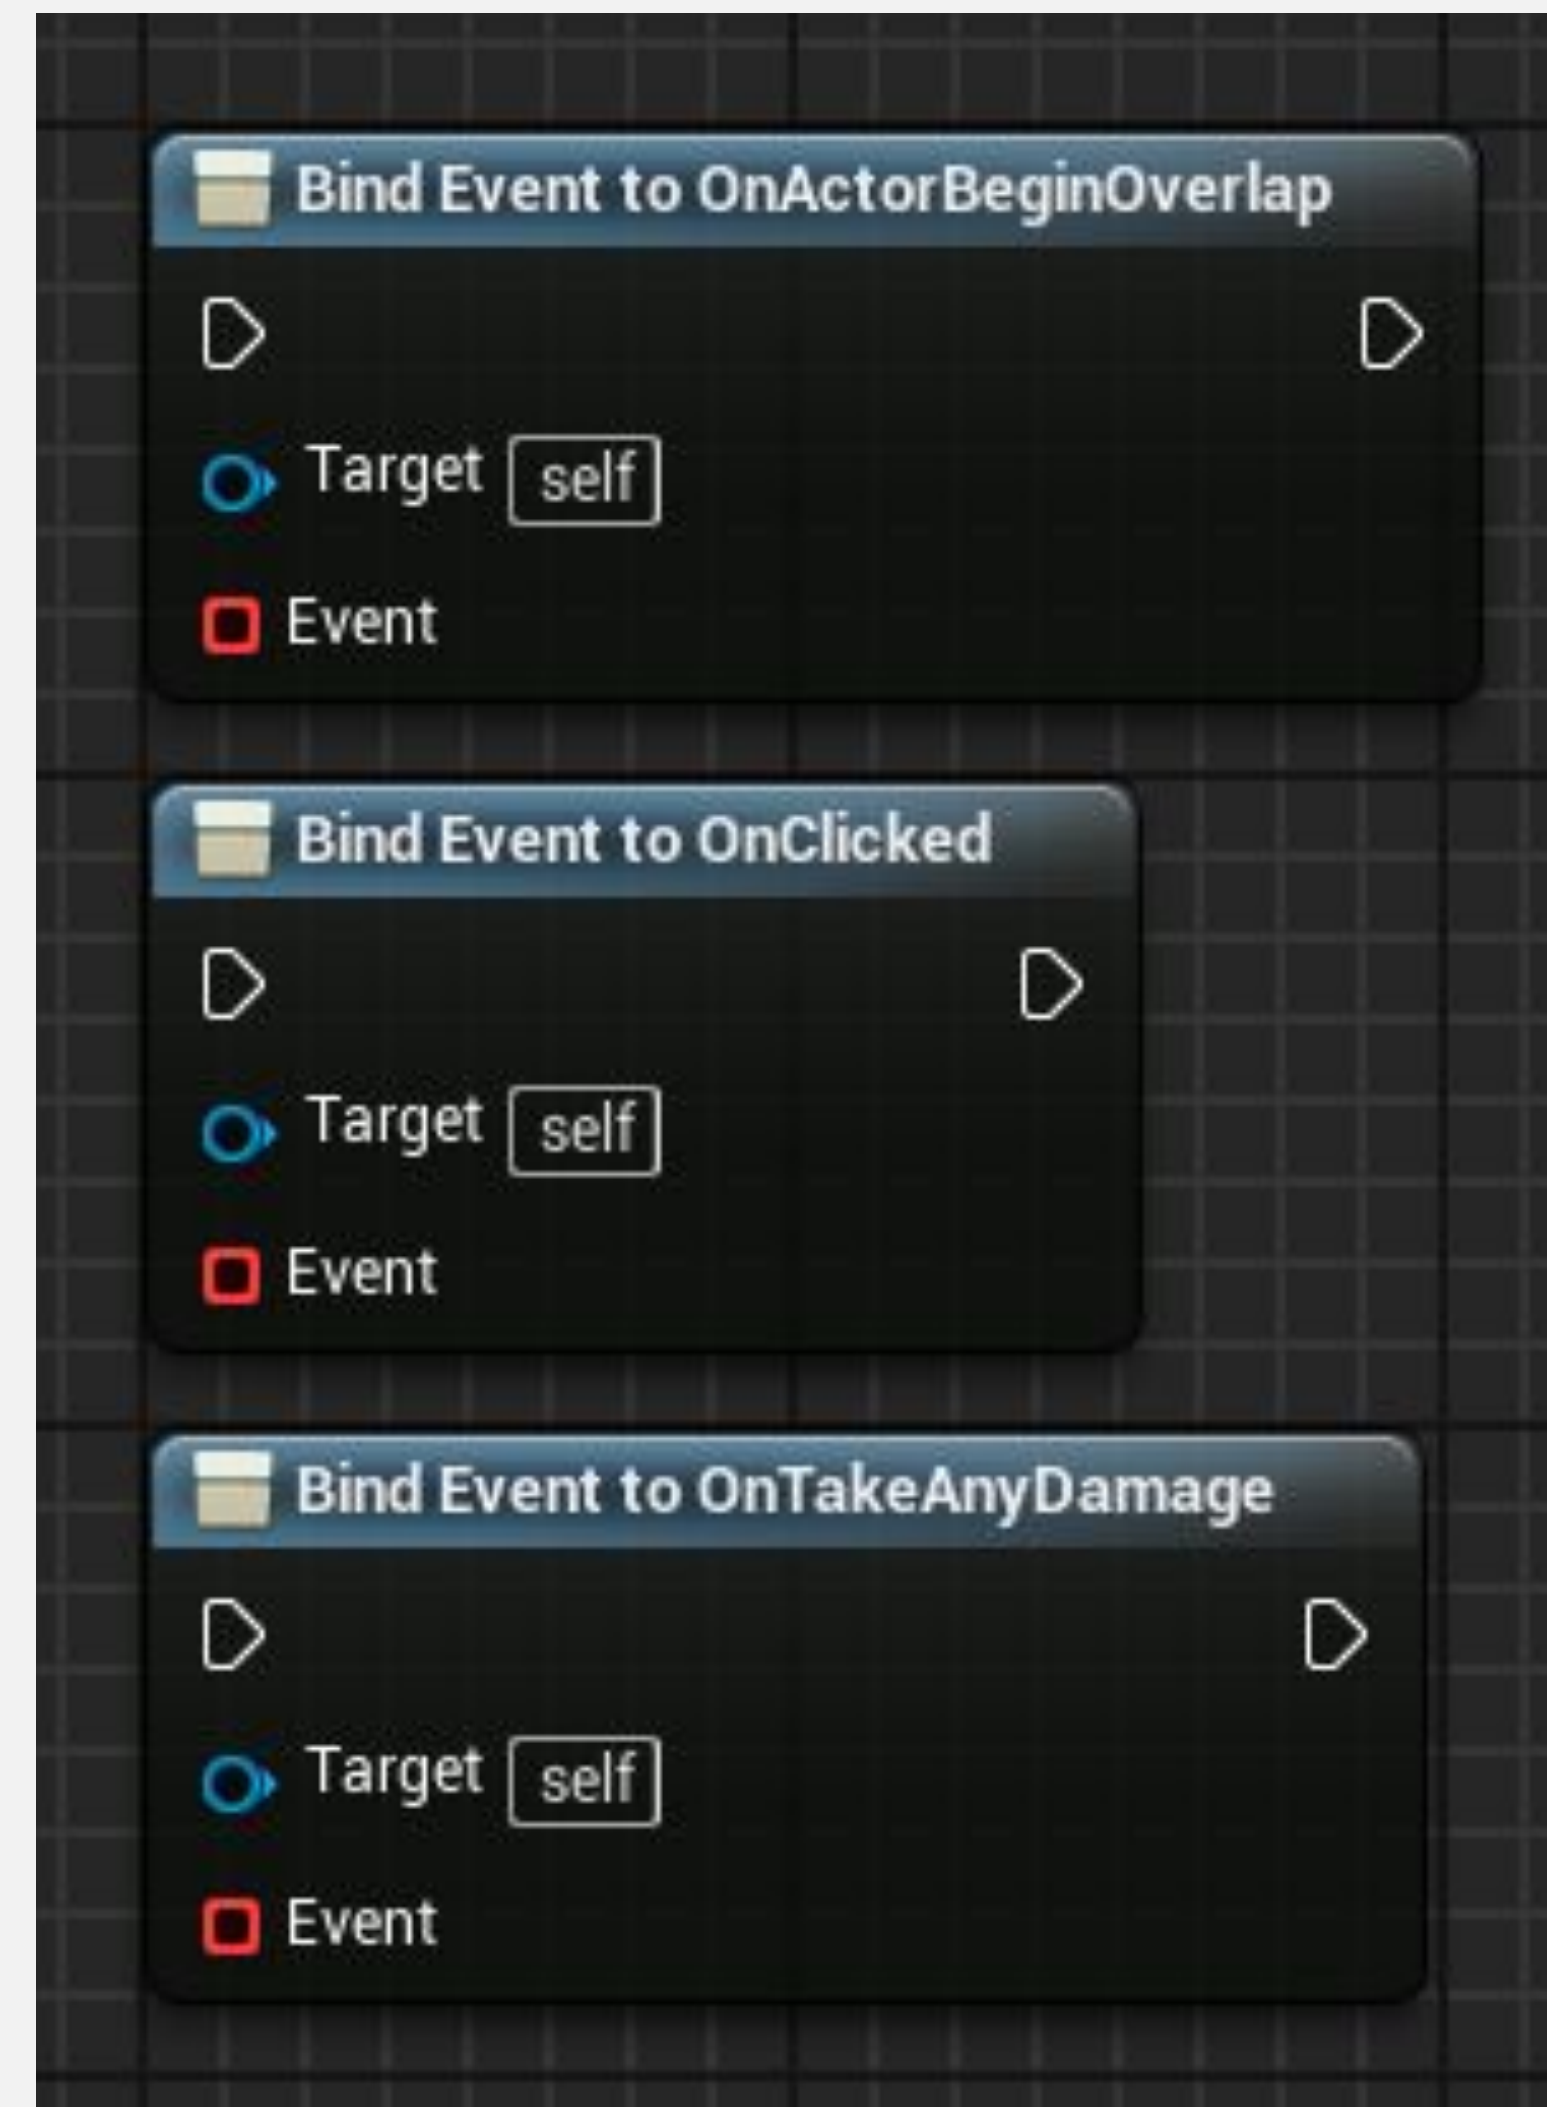 Bind Event to OnActorBeginOverlap
Target self
Event
Bind Event to OnClicked
Target self
Event
Bind Event to OnTakeAnyDamage
Target self
Event